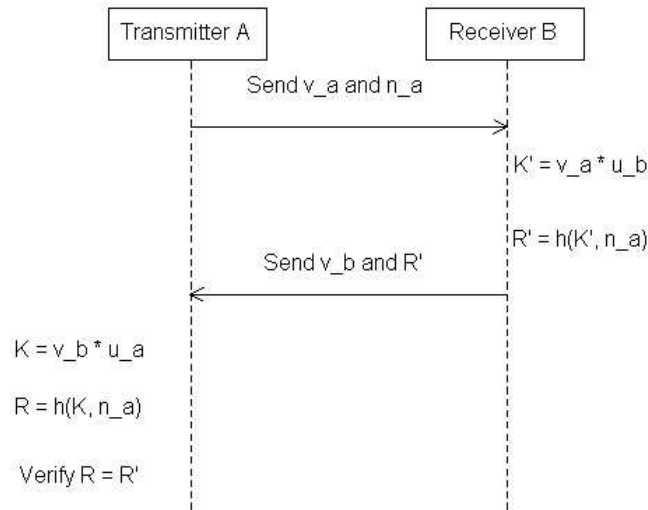 Transmitter A
Receiver B
Send v_a and n_a
K' = v_a * u_b
R' = h(K', n_a)
Send v_b and R'
K = v_b * u_a
R = h(K, n_a)
Verify R = R'